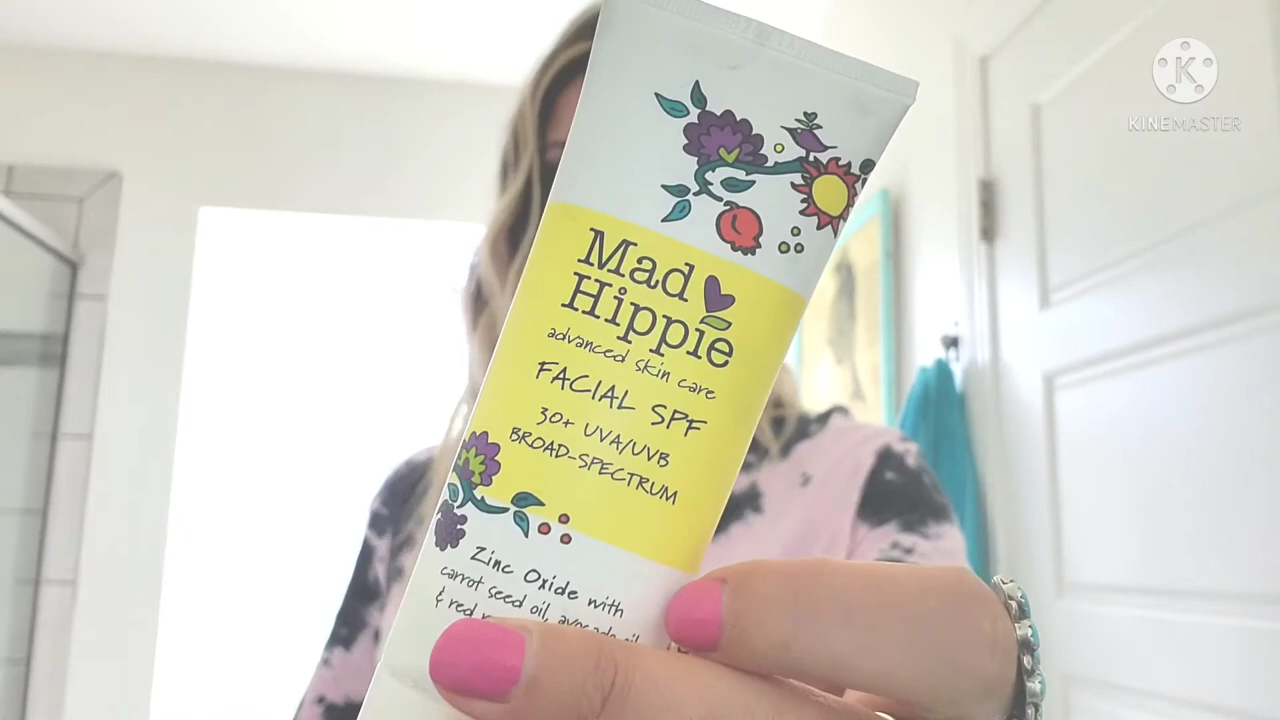 K
KINEMASTER
Mad
Hippie
advanced skin care
FACIAL SPF
30+ UVA/UVB
BROAD-SPECTRUM
Zinc Oxide with
carrot seed oil, avocado oil
& red